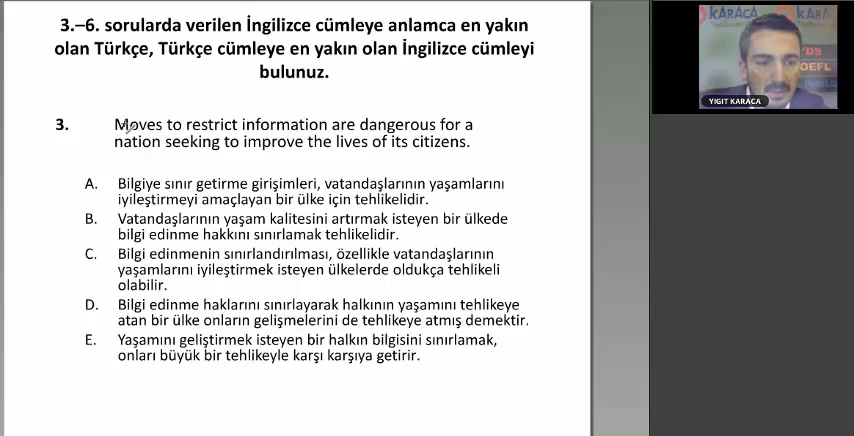 3.–6. sorularda verilen İngilizce cümleye anlamca en yakın
olan Türkçe, Türkçe cümleye en yakın olan İngilizce cümleyi
bulunuz.
3. Moves to restrict information are dangerous for a
nation seeking to improve the lives of its citizens.
A. Bilgiye sınır getirme girişimleri, vatandaşlarının yaşamlarını
iyileştirmeyi amaçlayan bir ülke için tehlikelidir.
B. Vatandaşlarının yaşam kalitesini artırmak isteyen bir ülkede
bilgi edinme hakkını sınırlamak tehlikelidir.
C. Bilgi edinmenin sınırlandırılması, özellikle vatandaşlarının
yaşamlarını iyileştirmek isteyen ülkelerde oldukça tehlikeli
olabilir.
D. Bilgi edinme haklarını sınırlayarak halkının yaşamını tehlikeye
atan bir ülke onların gelişmelerini de tehlikeye atmış demektir.
E. Yaşamını geliştirmek isteyen bir halkın bilgisini sınırlamak,
onları büyük bir tehlikeyle karşı karşıya getirir.
KARACA
YIGIT KARACA